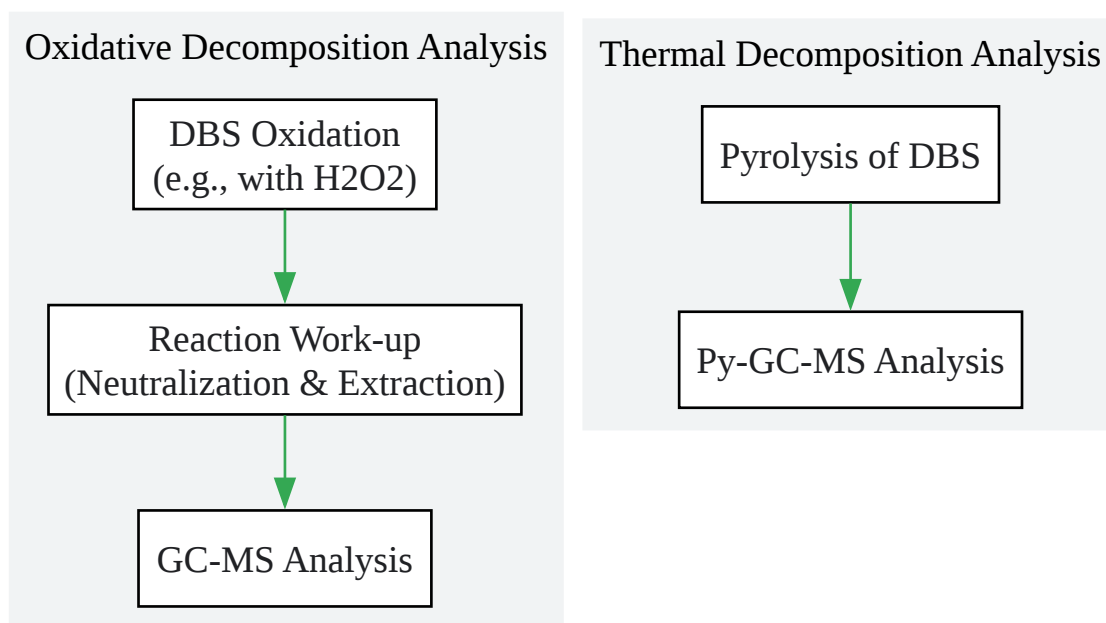 Oxidative Decomposition Analysis
DBS Oxidation
(e.g., with H2O2)
Reaction Work-up
(Neutralization & Extraction)
GC-MS Analysis
Thermal Decomposition Analysis
Pyrolysis of DBS
Py-GC-MS Analysis